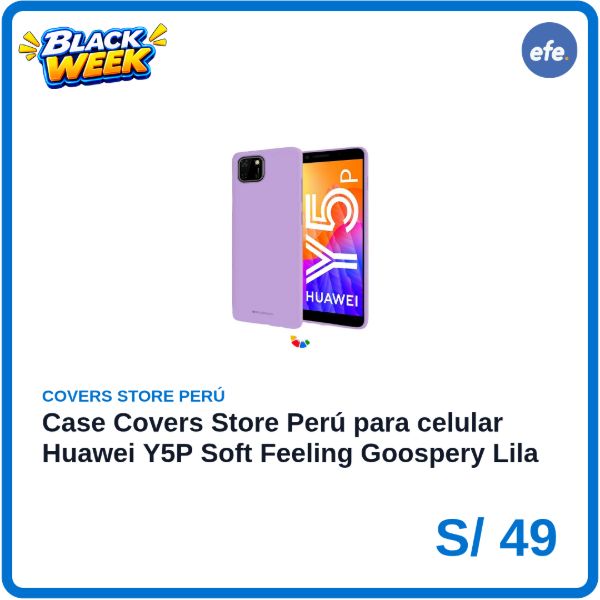 BLACK
WEEK
efe.
Y5P
HUAWEI
COVERS STORE PERÚ
Case Covers Store Perú para celular
Huawei Y5P Soft Feeling Goospery Lila
S/ 49